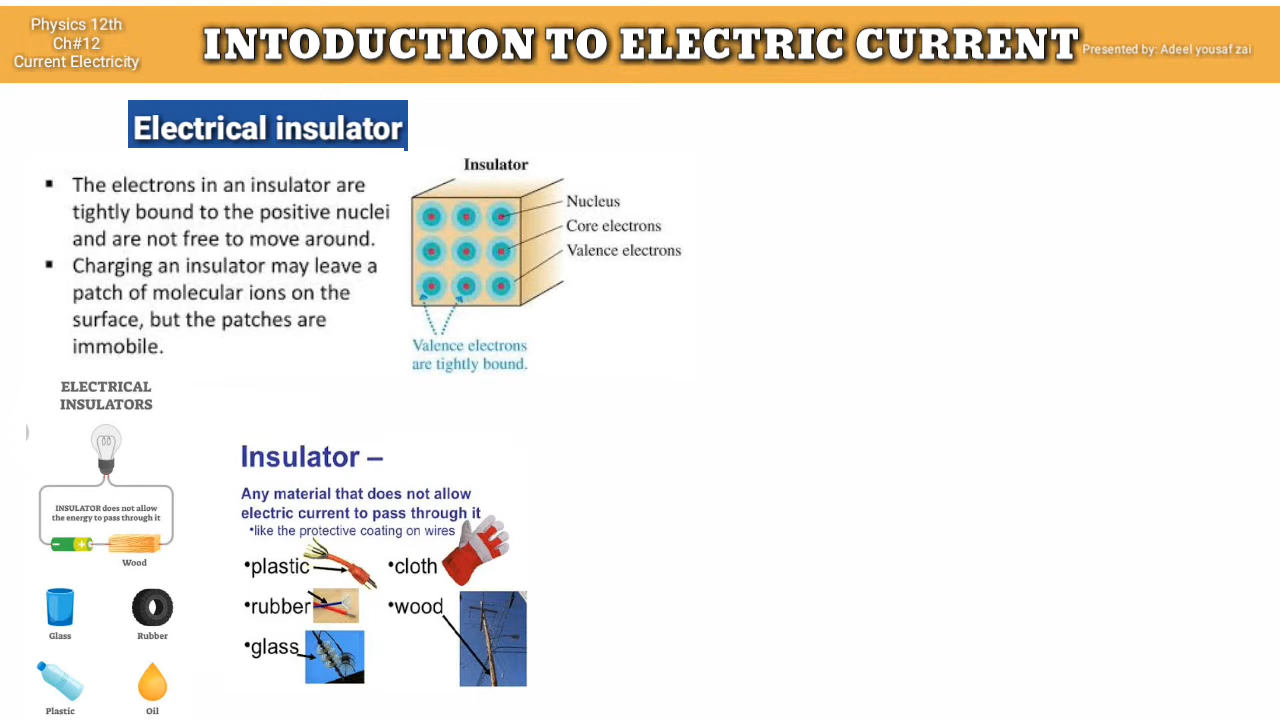 Physics 12th
Ch#12
Current Electricity
INTODUCTION TO ELECTRIC CURRENT
Presented by: Adeel yousaf zai
Electrical insulator
▪ The electrons in an insulator are
tightly bound to the positive nuclei
and are not free to move around.
▪ Charging an insulator may leave a
patch of molecular ions on the
surface, but the patches are
immobile.
Insulator
Nucleus
Core electrons
Valence electrons
Valence electrons
are tightly bound.
ELECTRICAL
INSULATORS
INSULATOR does not allow
the energy to pass through it
- +
Wood
Glass
Rubber
Plastic
Oil
Insulator –
Any material that does not allow
electric current to pass through it
•like the protective coating on wires
•plastic
•cloth
•rubber
•wood
•glass